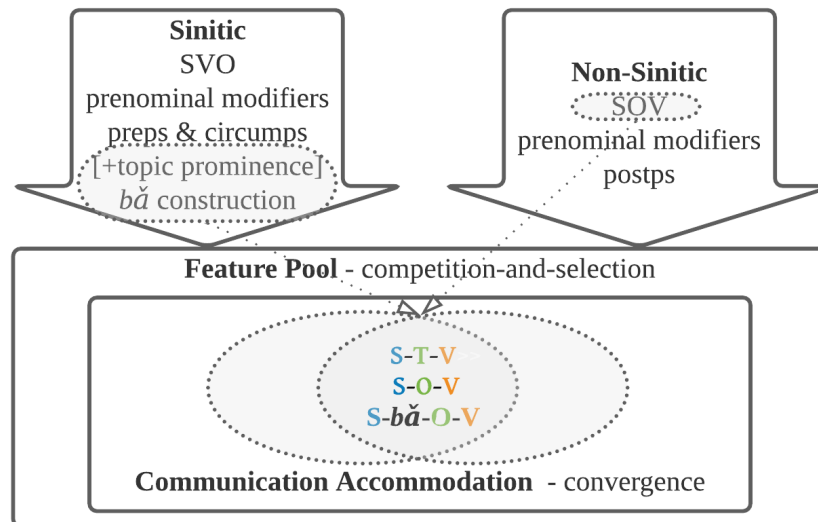 Sinitic
SVO
prenominal modifiers
preps & circumps
[+topic prominence]
bǎ construction
Non-Sinitic
SOV
prenominal modifiers
postps
Feature Pool - competition-and-selection
S-T-V>>
S-O-V
S-bǎ-O-V
Communication Accommodation - convergence